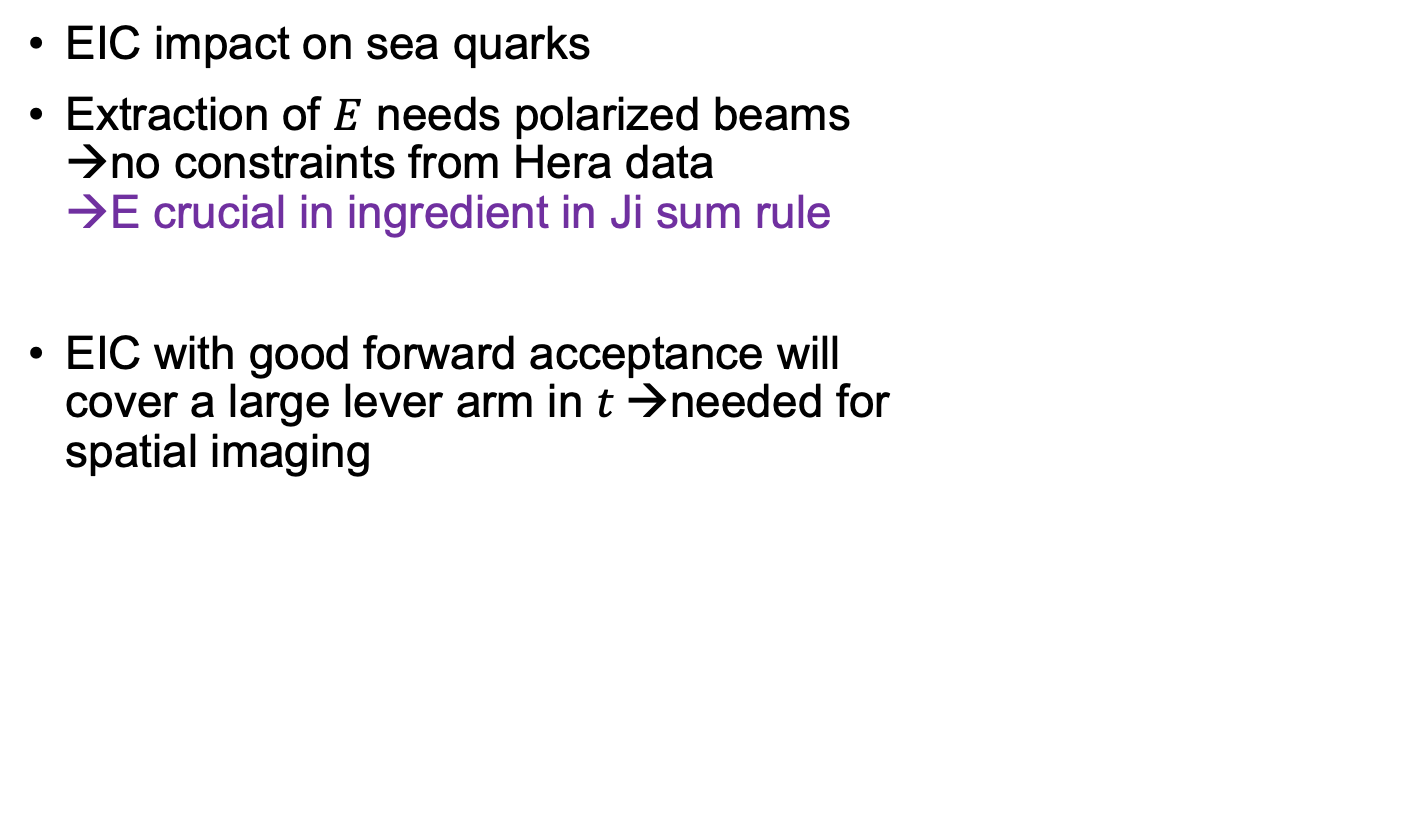 • EIC impact on sea quarks
• Extraction of E needs polarized beams
→no constraints from Hera data
→E crucial in ingredient in Ji sum rule
• EIC with good forward acceptance will
cover a large lever arm in t →needed for
spatial imaging